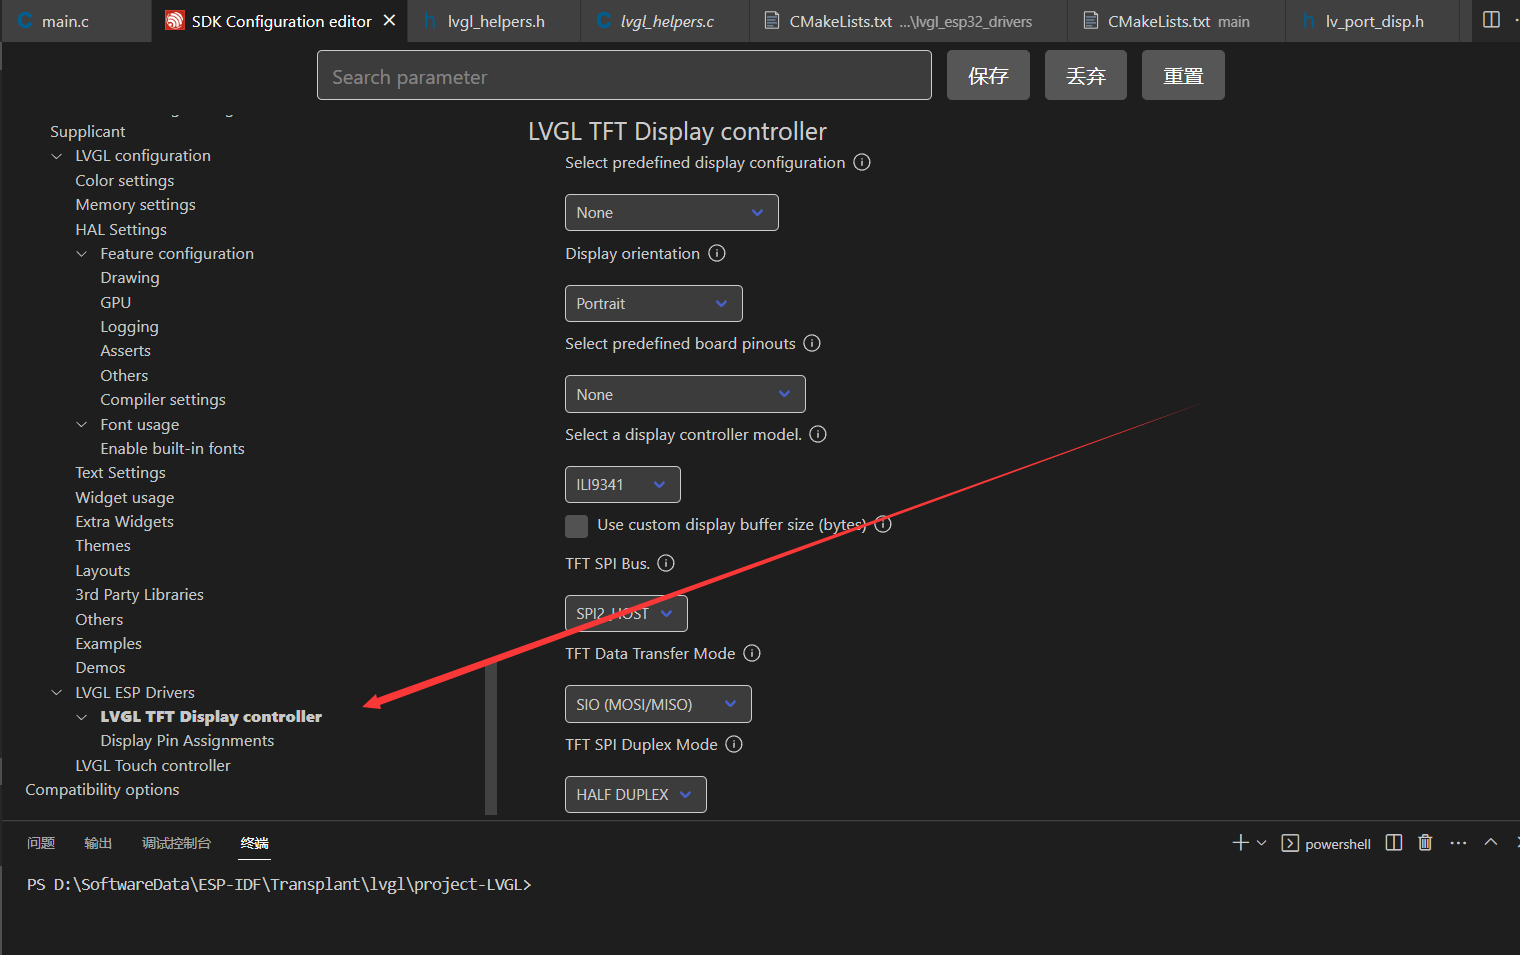 main.c
SDK Configuration editor
lvgl_helpers.h
lvgl_helpers.c
CMakeLists.txt ...\lvgl_esp32_drivers
CMakeLists.txt main
lv_port_disp.h
Search parameter
保存
丢弃
重置
Supplicant
LVGL configuration
Color settings
Memory settings
HAL Settings
Feature configuration
Drawing
GPU
Logging
Asserts
Others
Compiler settings
Font usage
Enable built-in fonts
Text Settings
Widget usage
Extra Widgets
Themes
Layouts
3rd Party Libraries
Others
Examples
Demos
LVGL ESP Drivers
LVGL TFT Display controller
Display Pin Assignments
LVGL Touch controller
Compatibility options
LVGL TFT Display controller
Select predefined display configuration
None
Display orientation
Portrait
Select predefined board pinouts
None
Select a display controller model.
ILI9341
Use custom display buffer size (bytes)
TFT SPI Bus.
SPI2_HOST
TFT Data Transfer Mode
SIO (MOSI/MISO)
TFT SPI Duplex Mode
HALF DUPLEX
问题
输出
调试控制台
终端
powershell
PS D:\SoftwareData\ESP-IDF\Transplant\lvgl\project-LVGL>